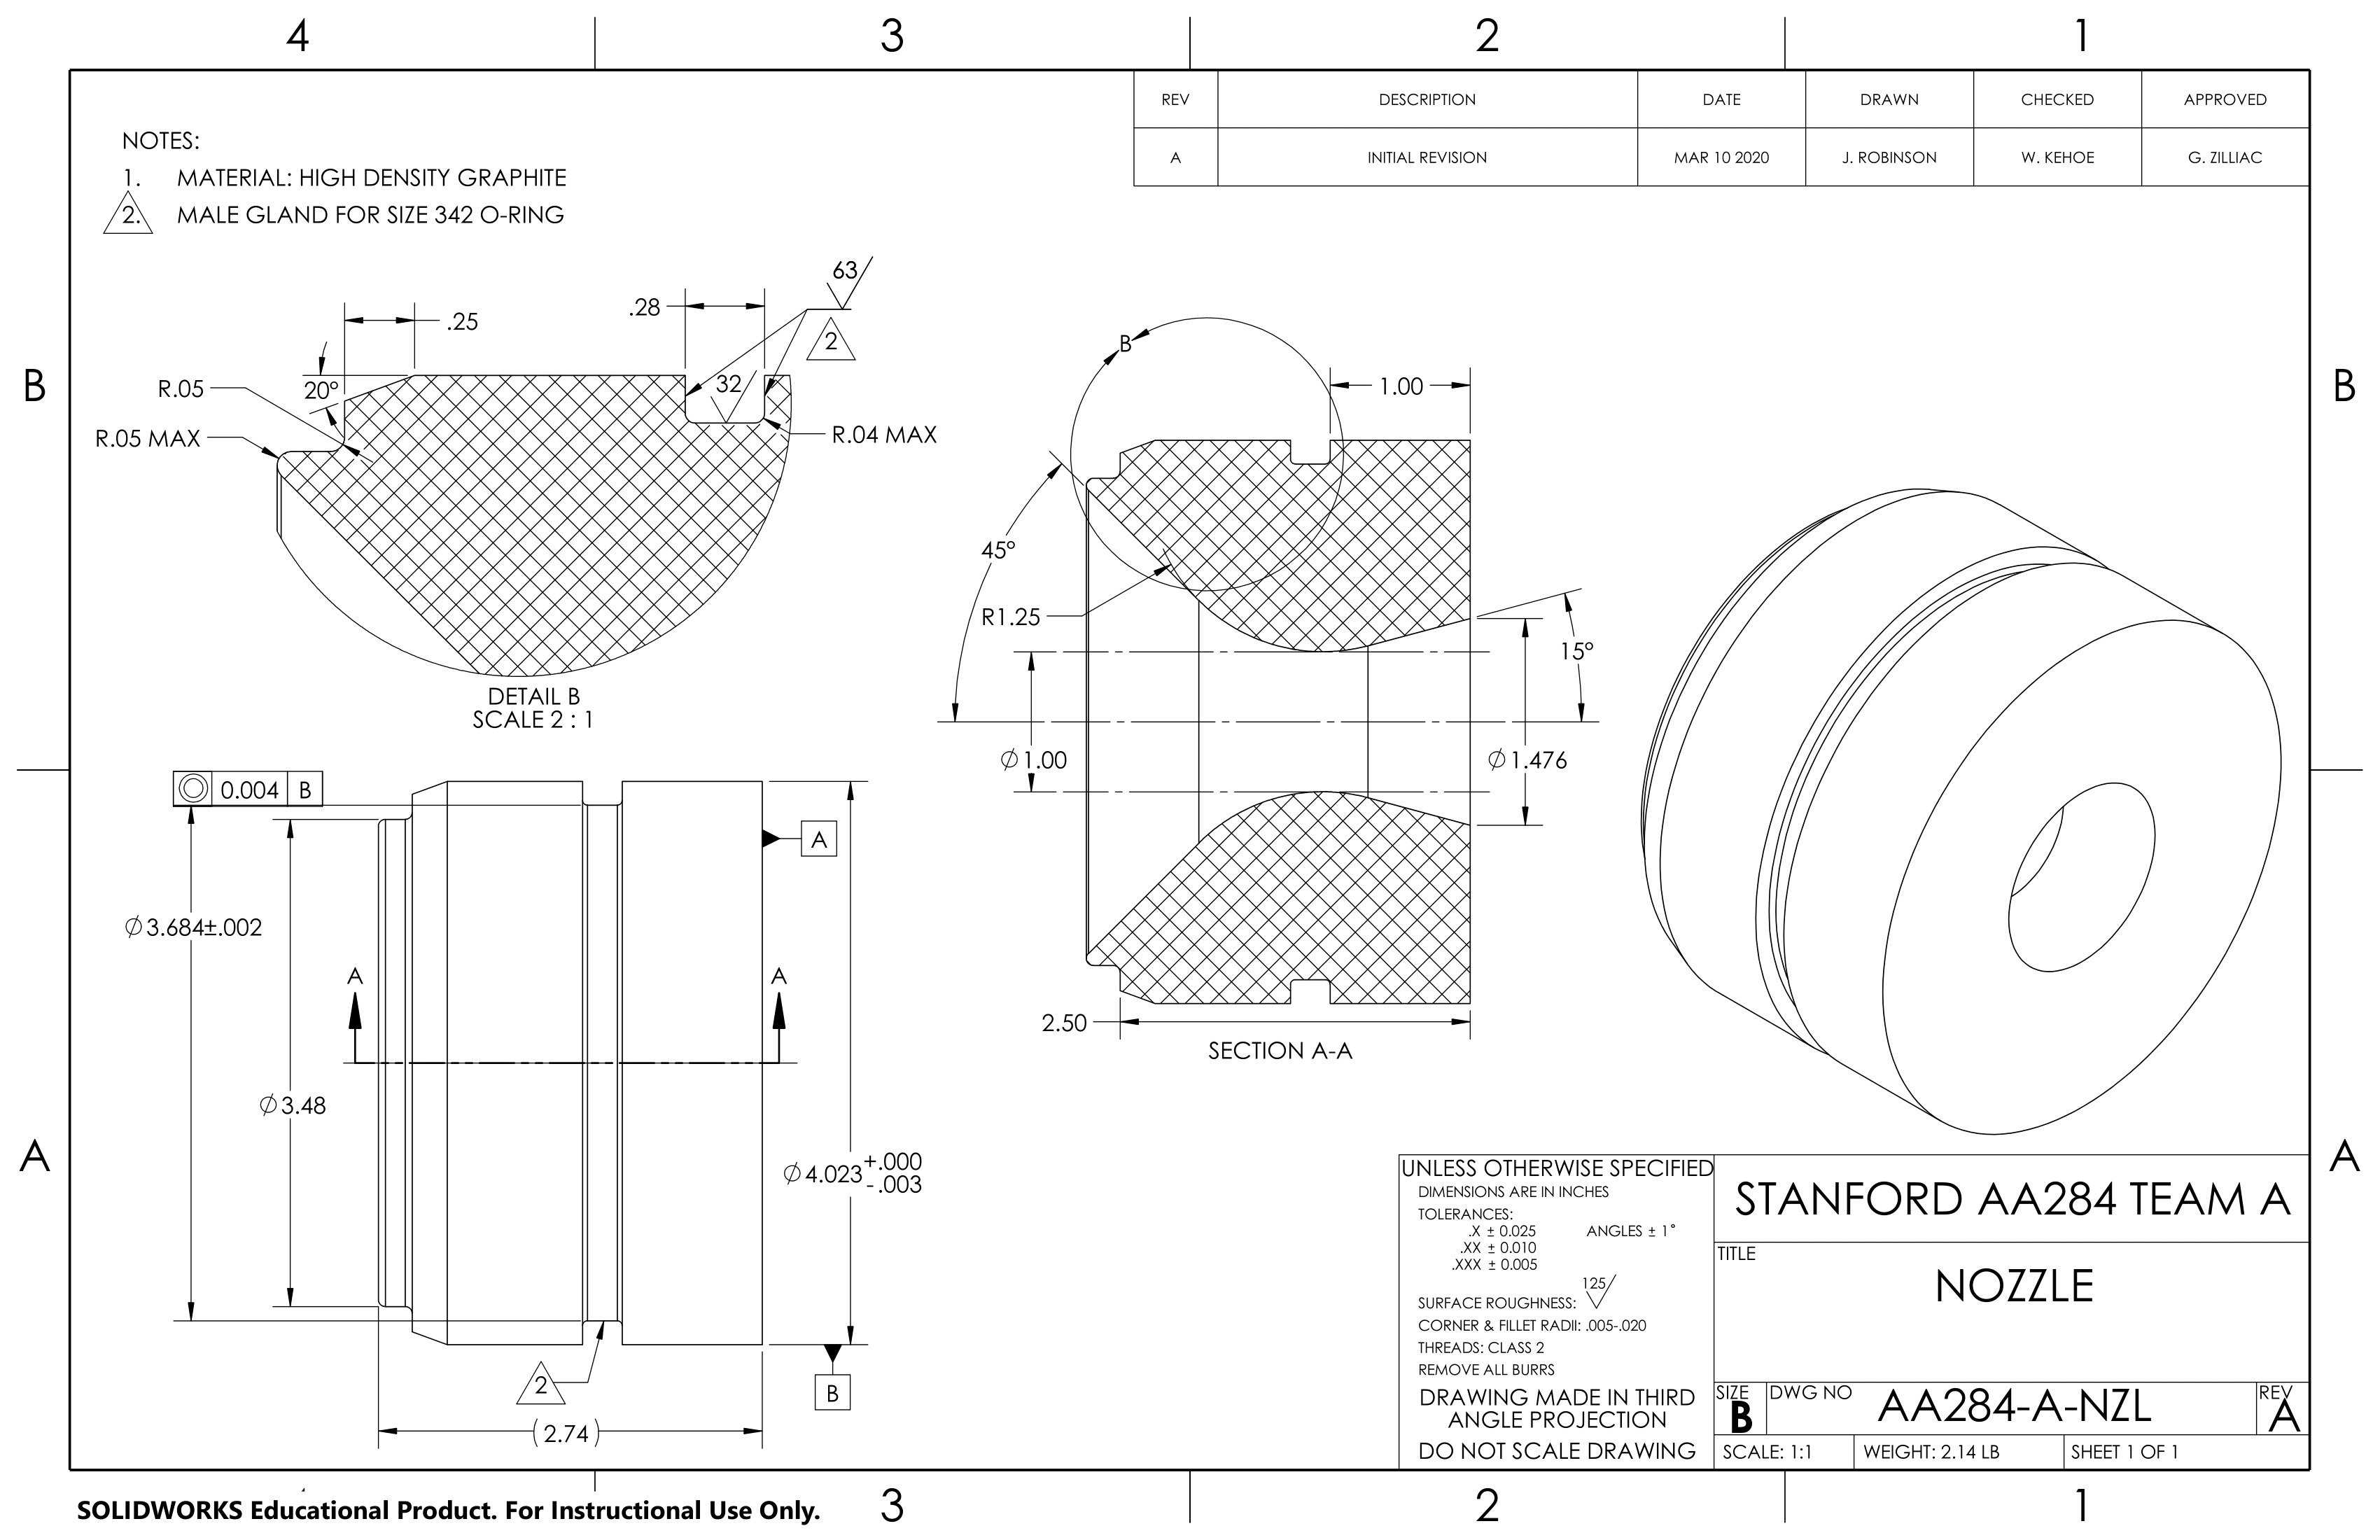 4 3 2 1
REV DESCRIPTION DATE DRAWN CHECKED APPROVED
A INITIAL REVISION MAR 10 2020 J. ROBINSON W. KEHOE G. ZILLIAC
NOTES:
1. MATERIAL: HIGH DENSITY GRAPHITE
2. MALE GLAND FOR SIZE 342 O-RING
B
B
63
2
.28
.25
20°
32
R.05
R.05 MAX
R.04 MAX
DETAIL B
SCALE 2 : 1
B
1.00
45°
R1.25
15°
⌀1.00
⌀1.476
2.50
SECTION A-A
0.004 B
A
⌀3.684±.002
A A
⌀3.48
⌀4.023 +.000
-.003
2
B
(2.74)
A
A
UNLESS OTHERWISE SPECIFIED
DIMENSIONS ARE IN INCHES
TOLERANCES:
.X ± 0.025 ANGLES ± 1°
.XX ± 0.010
.XXX ± 0.005
125
SURFACE ROUGHNESS:
CORNER & FILLET RADII: .005-.020
THREADS: CLASS 2
REMOVE ALL BURRS
DRAWING MADE IN THIRD
ANGLE PROJECTION
DO NOT SCALE DRAWING
STANFORD AA284 TEAM A
TITLE
NOZZLE
SIZE
B
DWG NO
AA284-A-NZL
REV
A
SCALE: 1:1 WEIGHT: 2.14 LB SHEET 1 OF 1
SOLIDWORKS Educational Product. For Instructional Use Only.
3 2 1